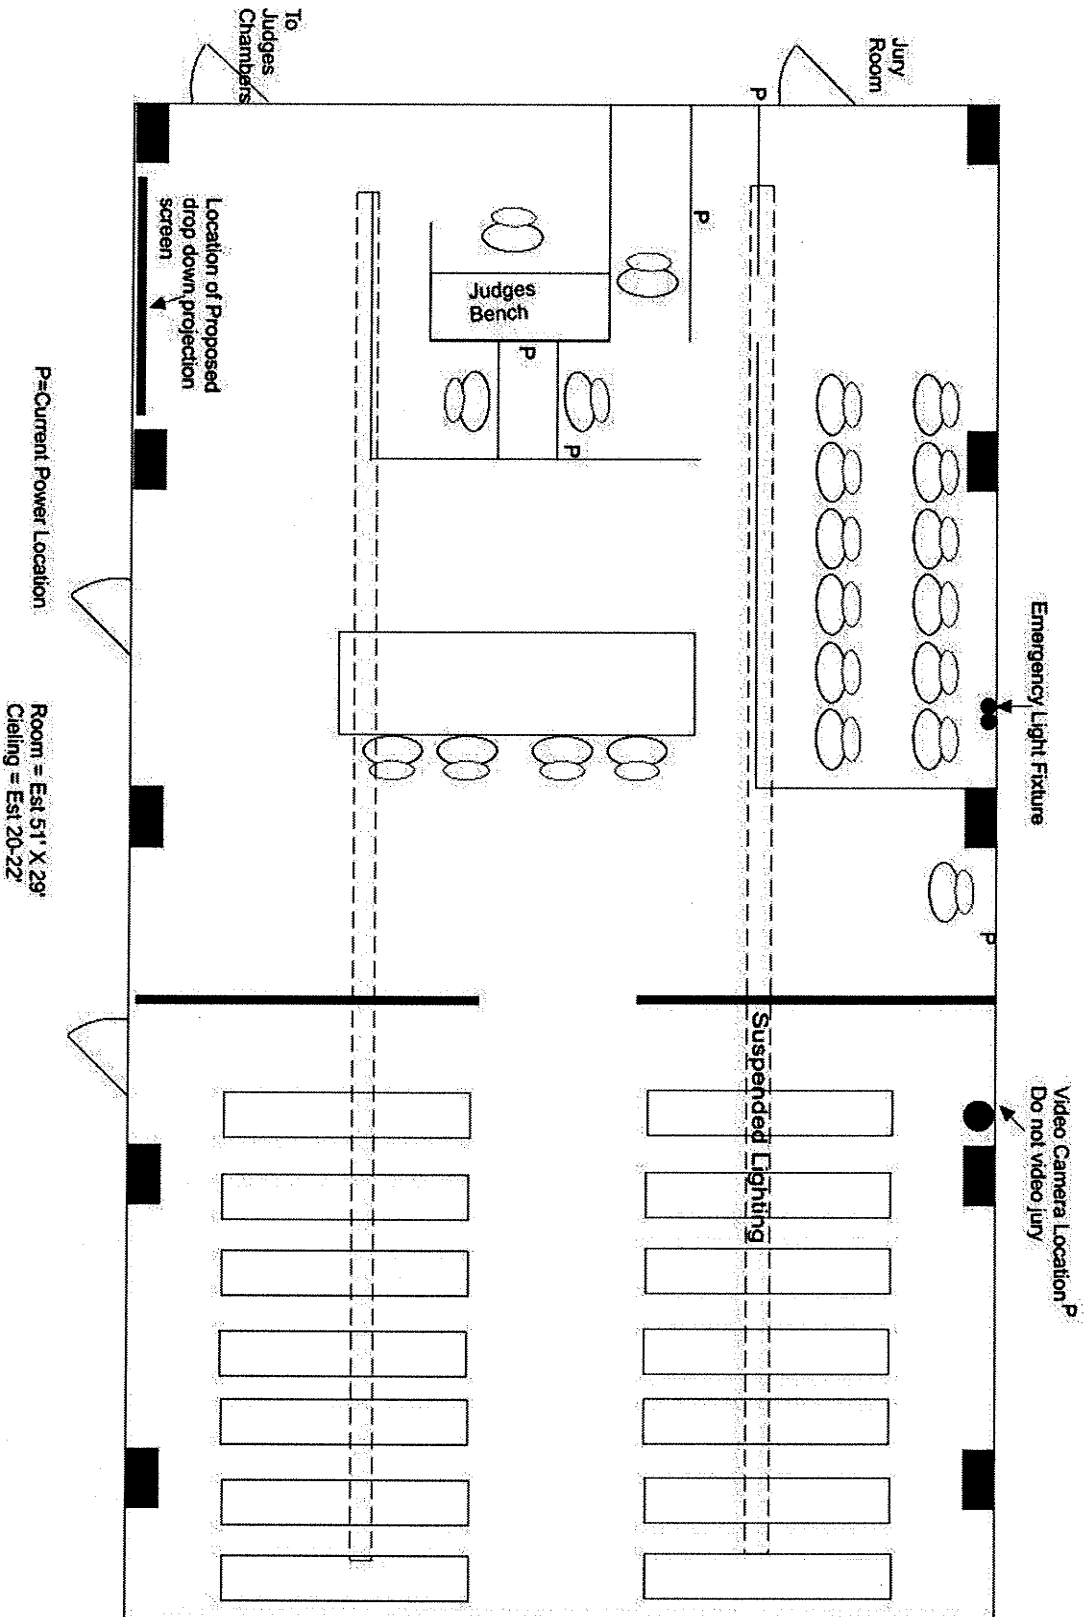 To
Judges
Chambers
Jury
Room
P
P
Location of Proposed
drop down projection
screen
Judges
Bench
P
P
Emergency Light Fixture
P
Suspended Lighting
Video Camera Location
Do not video jury
P
P=Current Power Location
Room = Est 51' X 29'
Cieling = Est 20-22'